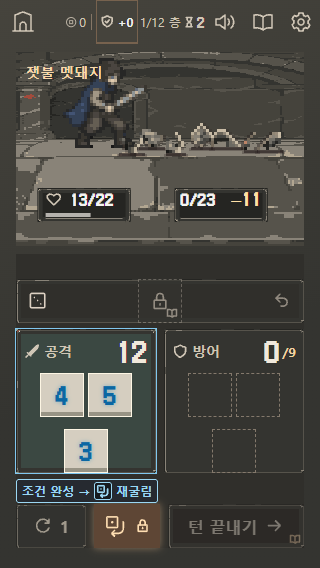 0 +0 1/12 층 2
잿불 멧돼지
13/22 0/23 −11
공격 12 방어 0/9
4 5
3
조건 완성 → 재굴림
1 턴 끝내기 →